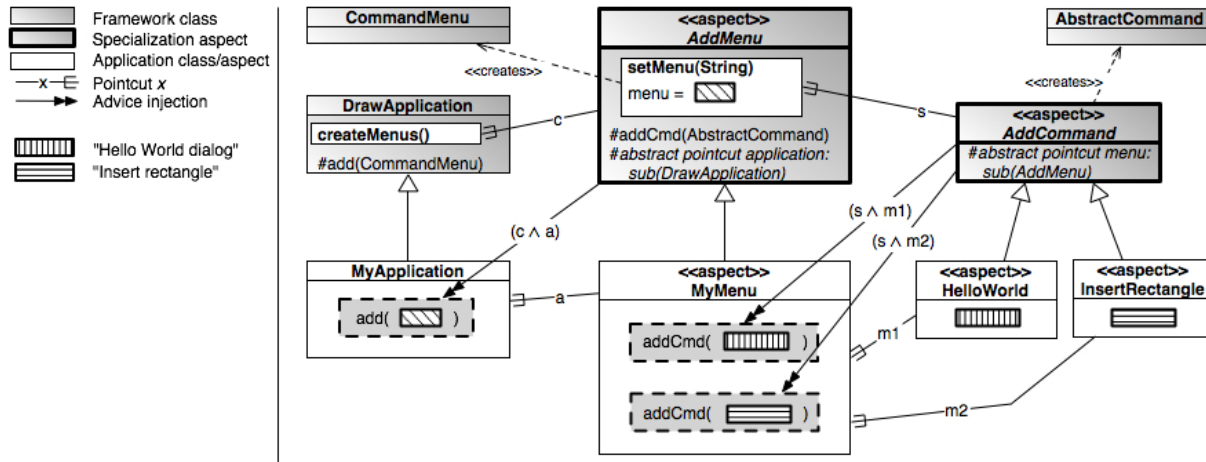 Framework class
Specialization aspect
Application class/aspect
x
Pointcut x
Advice injection
"Hello World dialog"
"Insert rectangle"
CommandMenu
<<aspect>>
AddMenu
AbstractCommand
<<creates>>
<<creates>>
setMenu(String)
menu =
DrawApplication
createMenus()
#add(CommandMenu)
c
s
#addCmd(AbstractCommand)
#abstract pointcut application:
sub(DrawApplication)
<<aspect>>
AddCommand
#abstract pointcut menu:
sub(AddMenu)
(c ∧ a)
(s ∧ m1)
(s ∧ m2)
MyApplication
add( )
a
<<aspect>>
MyMenu
addCmd( )
addCmd( )
<<aspect>>
HelloWorld
<<aspect>>
InsertRectangle
m1
m2